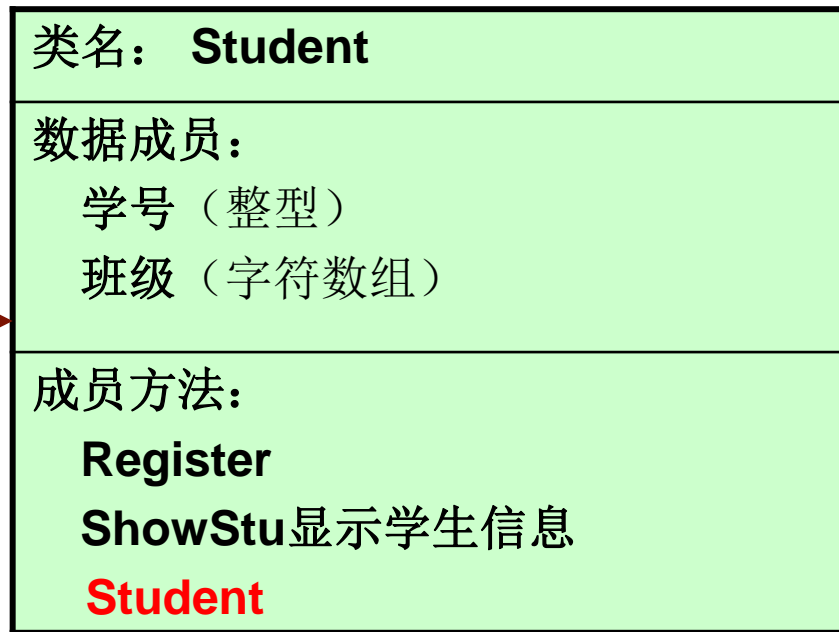 类名： Student
数据成员：
学号（整型）
班级（字符数组）
成员方法：
Register
ShowStu显示学生信息
Student